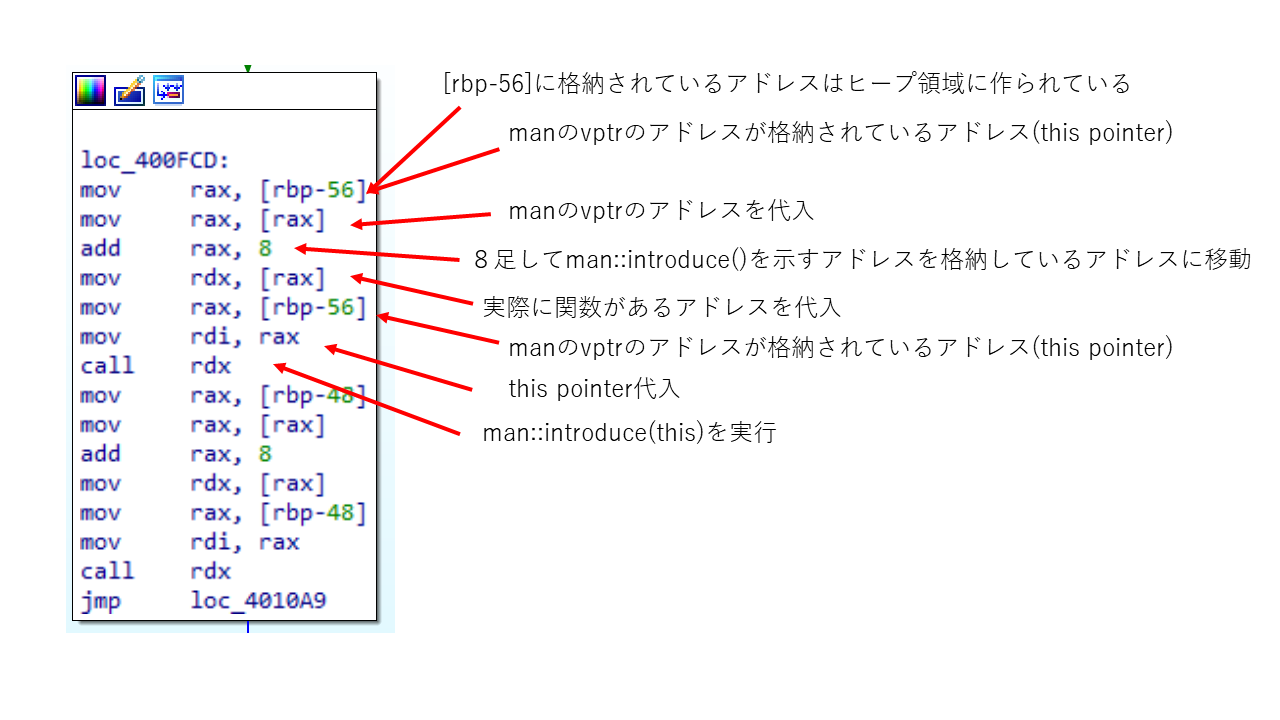 loc_400FCD:
mov rax, [rbp-56]
mov rax, [rax]
add rax, 8
mov rdx, [rax]
mov rax, [rbp-56]
mov rdi, rax
call rdx
mov rax, [rbp-48]
mov rax, [rax]
add rax, 8
mov rdx, [rax]
mov rax, [rbp-48]
mov rdi, rax
call rdx
jmp loc_4010A9
[rbp-56]に格納されているアドレスはヒープ領域に作られている
manのvptrのアドレスが格納されているアドレス(this pointer)
manのvptrのアドレスを代入
８足してman::introduce()を示すアドレスを格納しているアドレスに移動
実際に関数があるアドレスを代入
manのvptrのアドレスが格納されているアドレス(this pointer)
this pointer代入
man::introduce(this)を実行